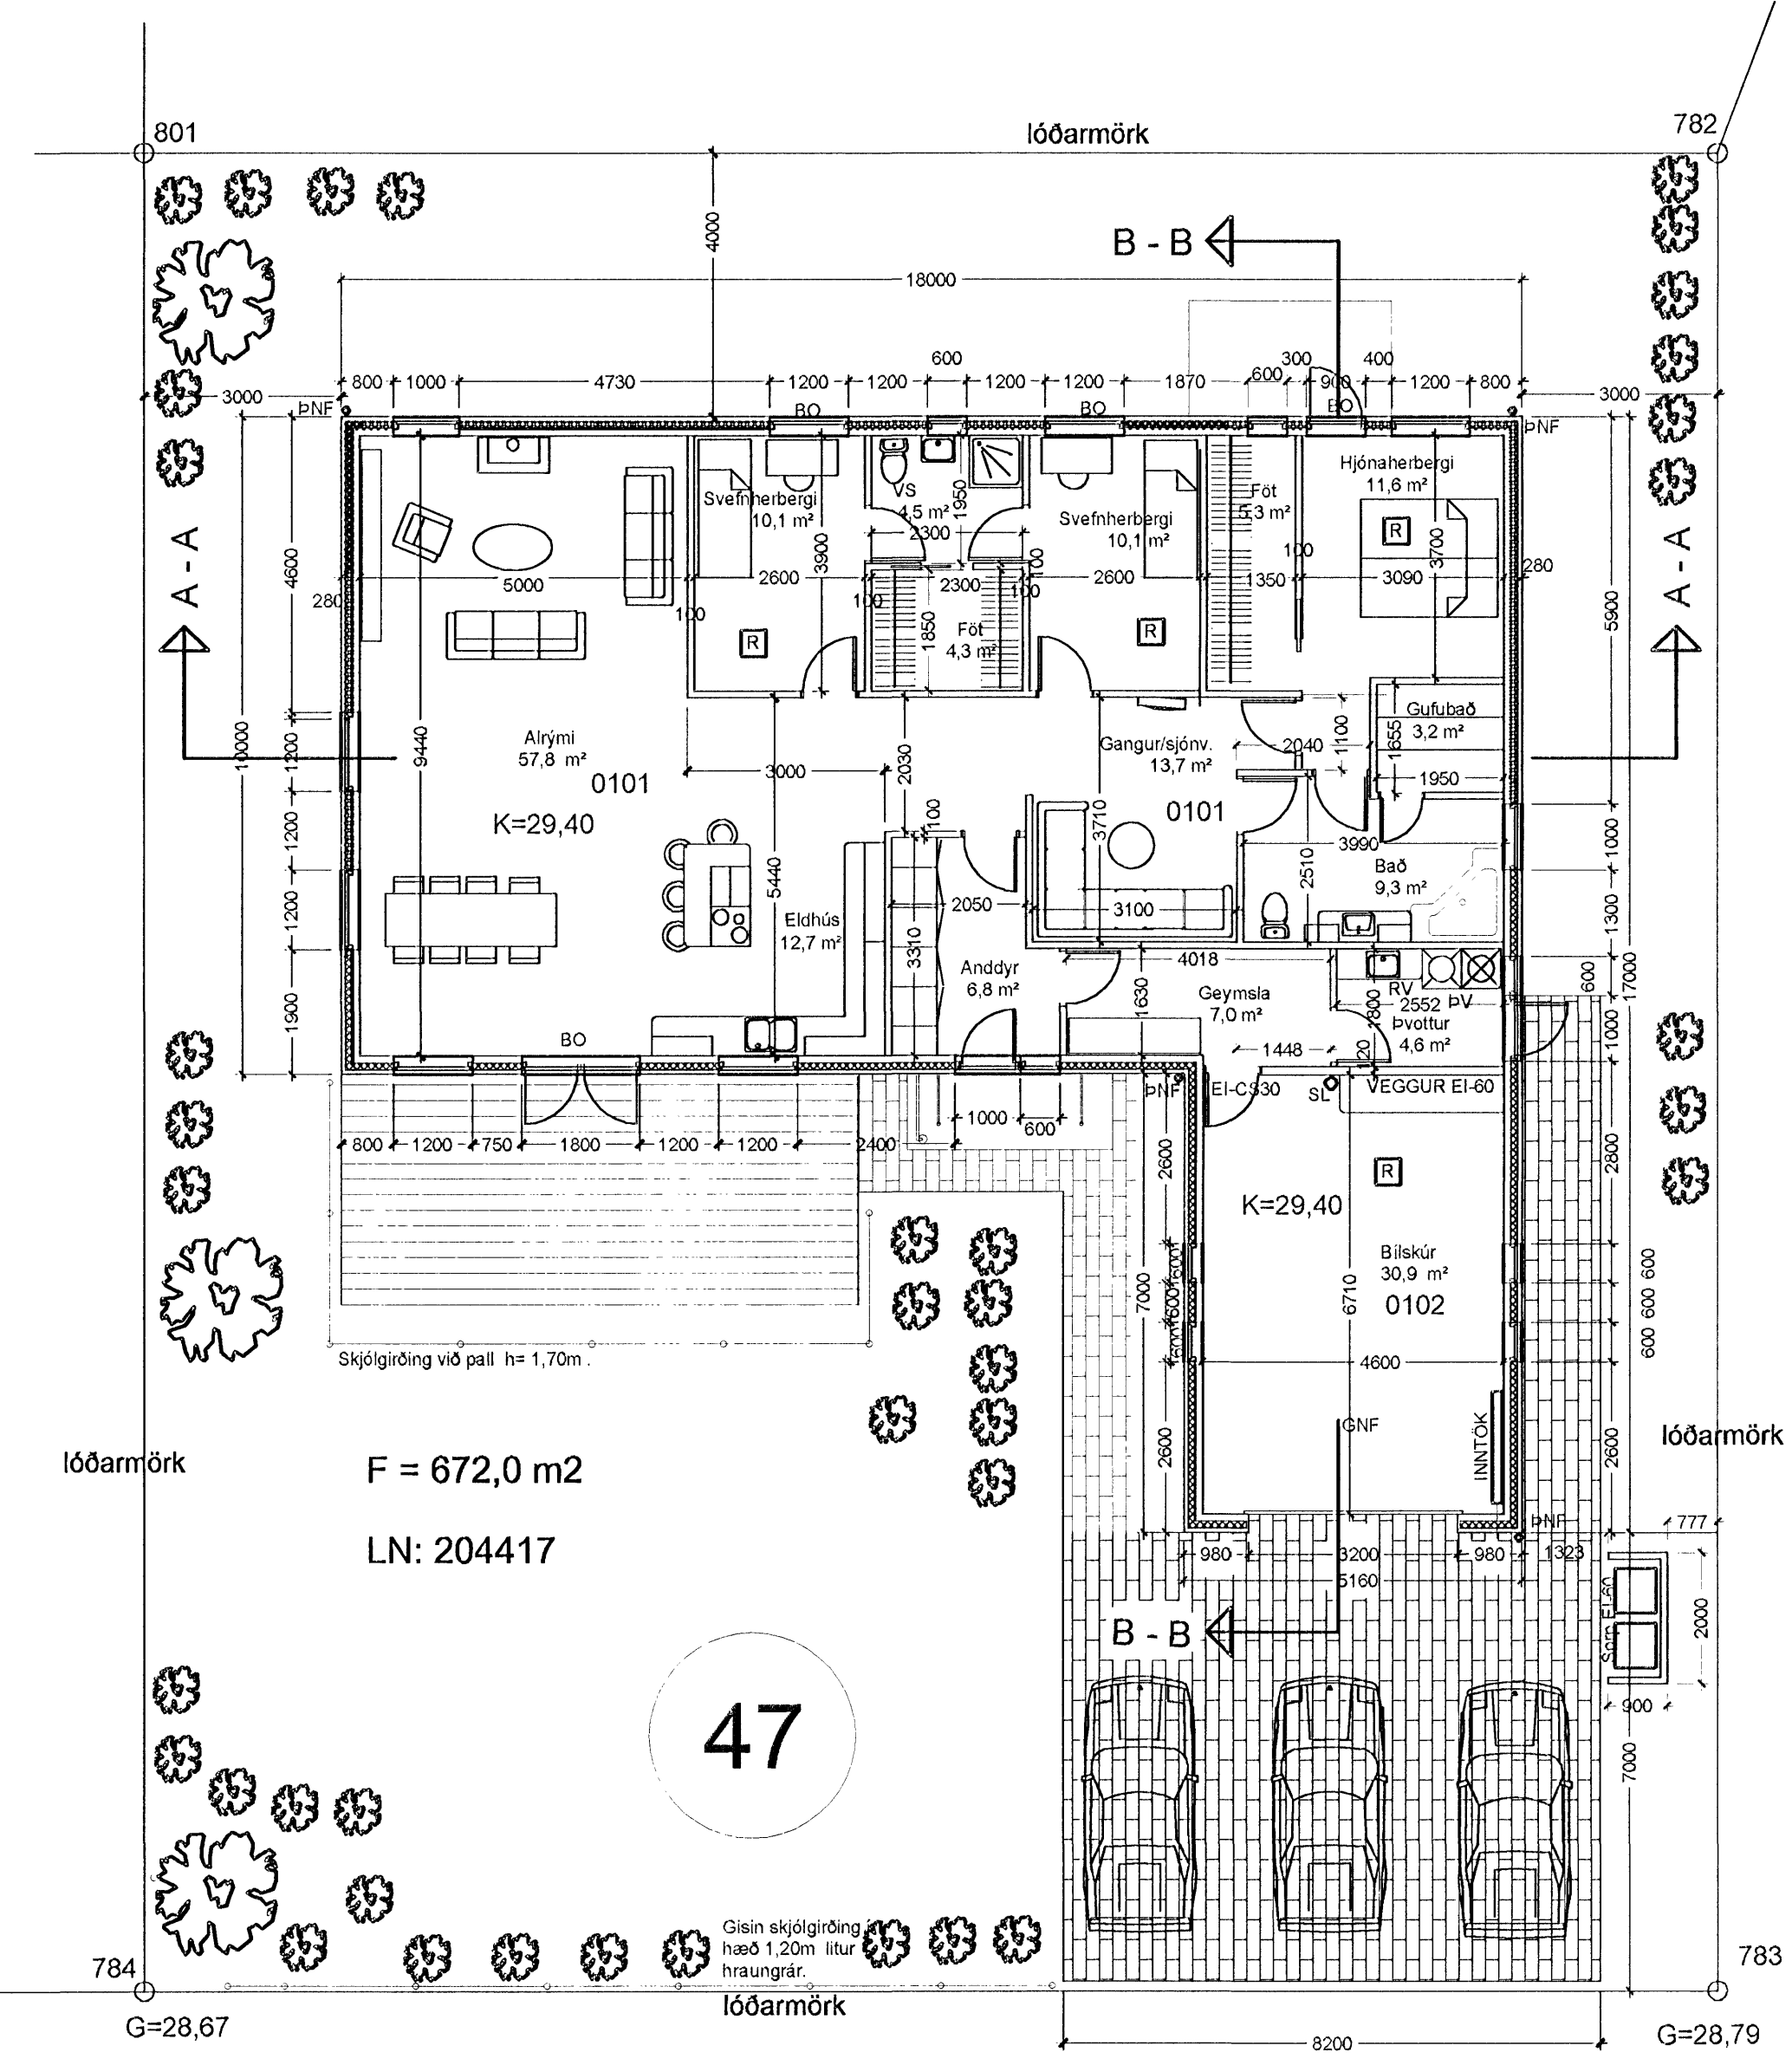 801
lóðarmörk
782
4000
B - B
18000
600
300
400
800
1000
4730
1200
1200
1200
1200
1870
600
900
1200
800
3000
3000
ÞNF
BO
BO
BO
ÞNF
Hjónaherbergi
11,6 m²
Svefnherbergi
10,1 m²
VS
4,5 m²
1950
Föt
5,3 m²
R
Svefnherbergi
10,1 m²
2300
3900
3700
A - A
A - A
4600
280
5000
100
2600
100
2300
100
100
2600
1350
100
3090
280
5900
1850
Föt
4,3 m²
R
R
10000
9440
Alrými
57,8 m²
0101
3000
2030
Gangur/sjónv.
13,7 m²
2040
1100
Gufubað
3,2 m²
1655
1950
K=29,40
0101
100
3710
3990
1200
1200
1200
1900
5440
Eldhús
12,7 m²
2050
3310
3100
2510
Bað
9,3 m²
1000
1300
Anddyr
6,8 m²
4018
1630
Geymsla
7,0 m²
RV
2552
ÞV
1800
Þvottur
4,6 m²
600
17000
1000
BO
1448
120
ÞNF
EI-CS30
SL
VEGGUR EI-60
1000
600
800
1200
750
1800
1200
1200
2400
2600
2800
R
K=29,40
Bílskúr
30,9 m²
0102
7000
600
600
600
6710
600
600
600
600
Skjólgirðing við pall h= 1,70m .
4600
GNF
INNTÖK
2600
2600
lóðarmörk
lóðarmörk
F = 672,0 m2
LN: 204417
ÞNF
777
980
3200
980
1323
5160
Sorp EI-60
2000
B - B
900
47
7000
Gisin skjólgirðing
hæð 1,20m litur
hraungrár.
784
783
lóðarmörk
G=28,67
G=28,79
8200